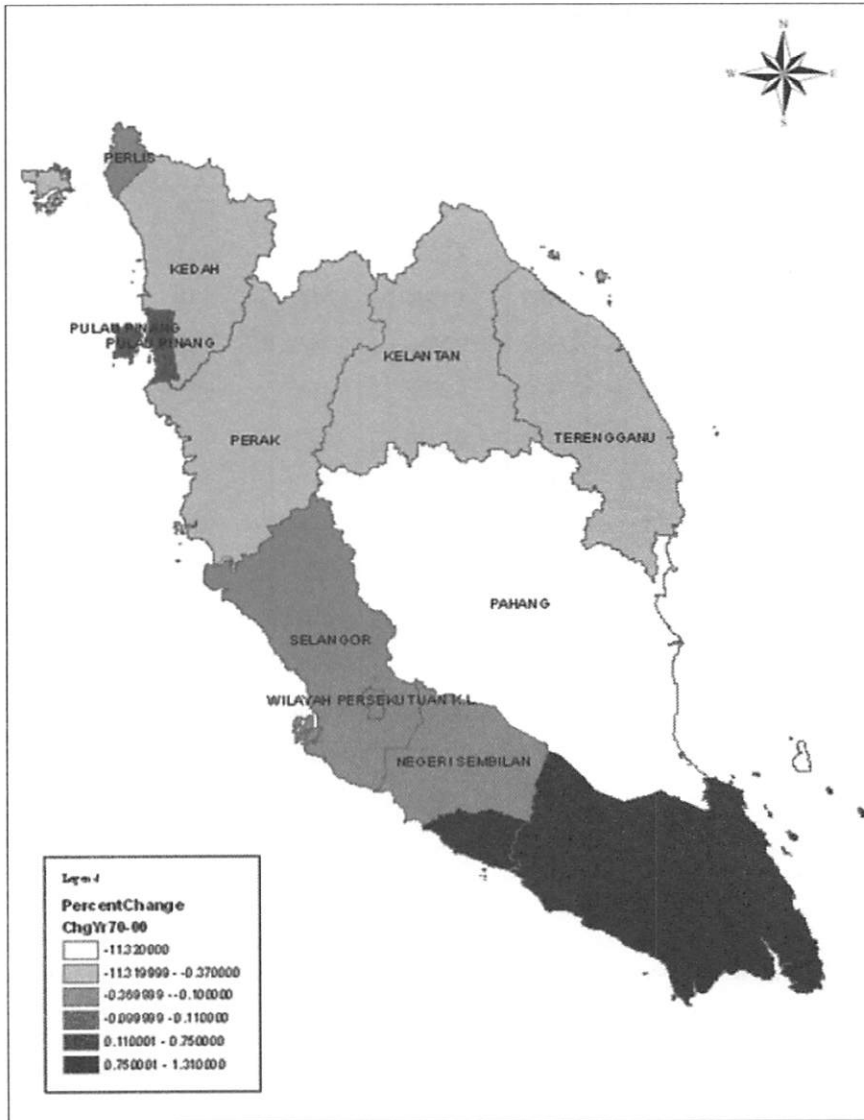 N
W E
S
PERLIS
KEDAH
PULAU PINANG
PULAU PINANG
KELANTAN
PERAK
TERENGGANU
PAHANG
SELANGOR
WILAYAH PERSEKUTUAN K.L.
NEGERI SEMBILAN
Legend
PercentChange
ChgYr70-00
-11.320000
-11.319999 - -0.370000
-0.369999 - -0.100000
-0.099999 - 0.110000
0.110001 - 0.750000
0.750001 - 1.310000